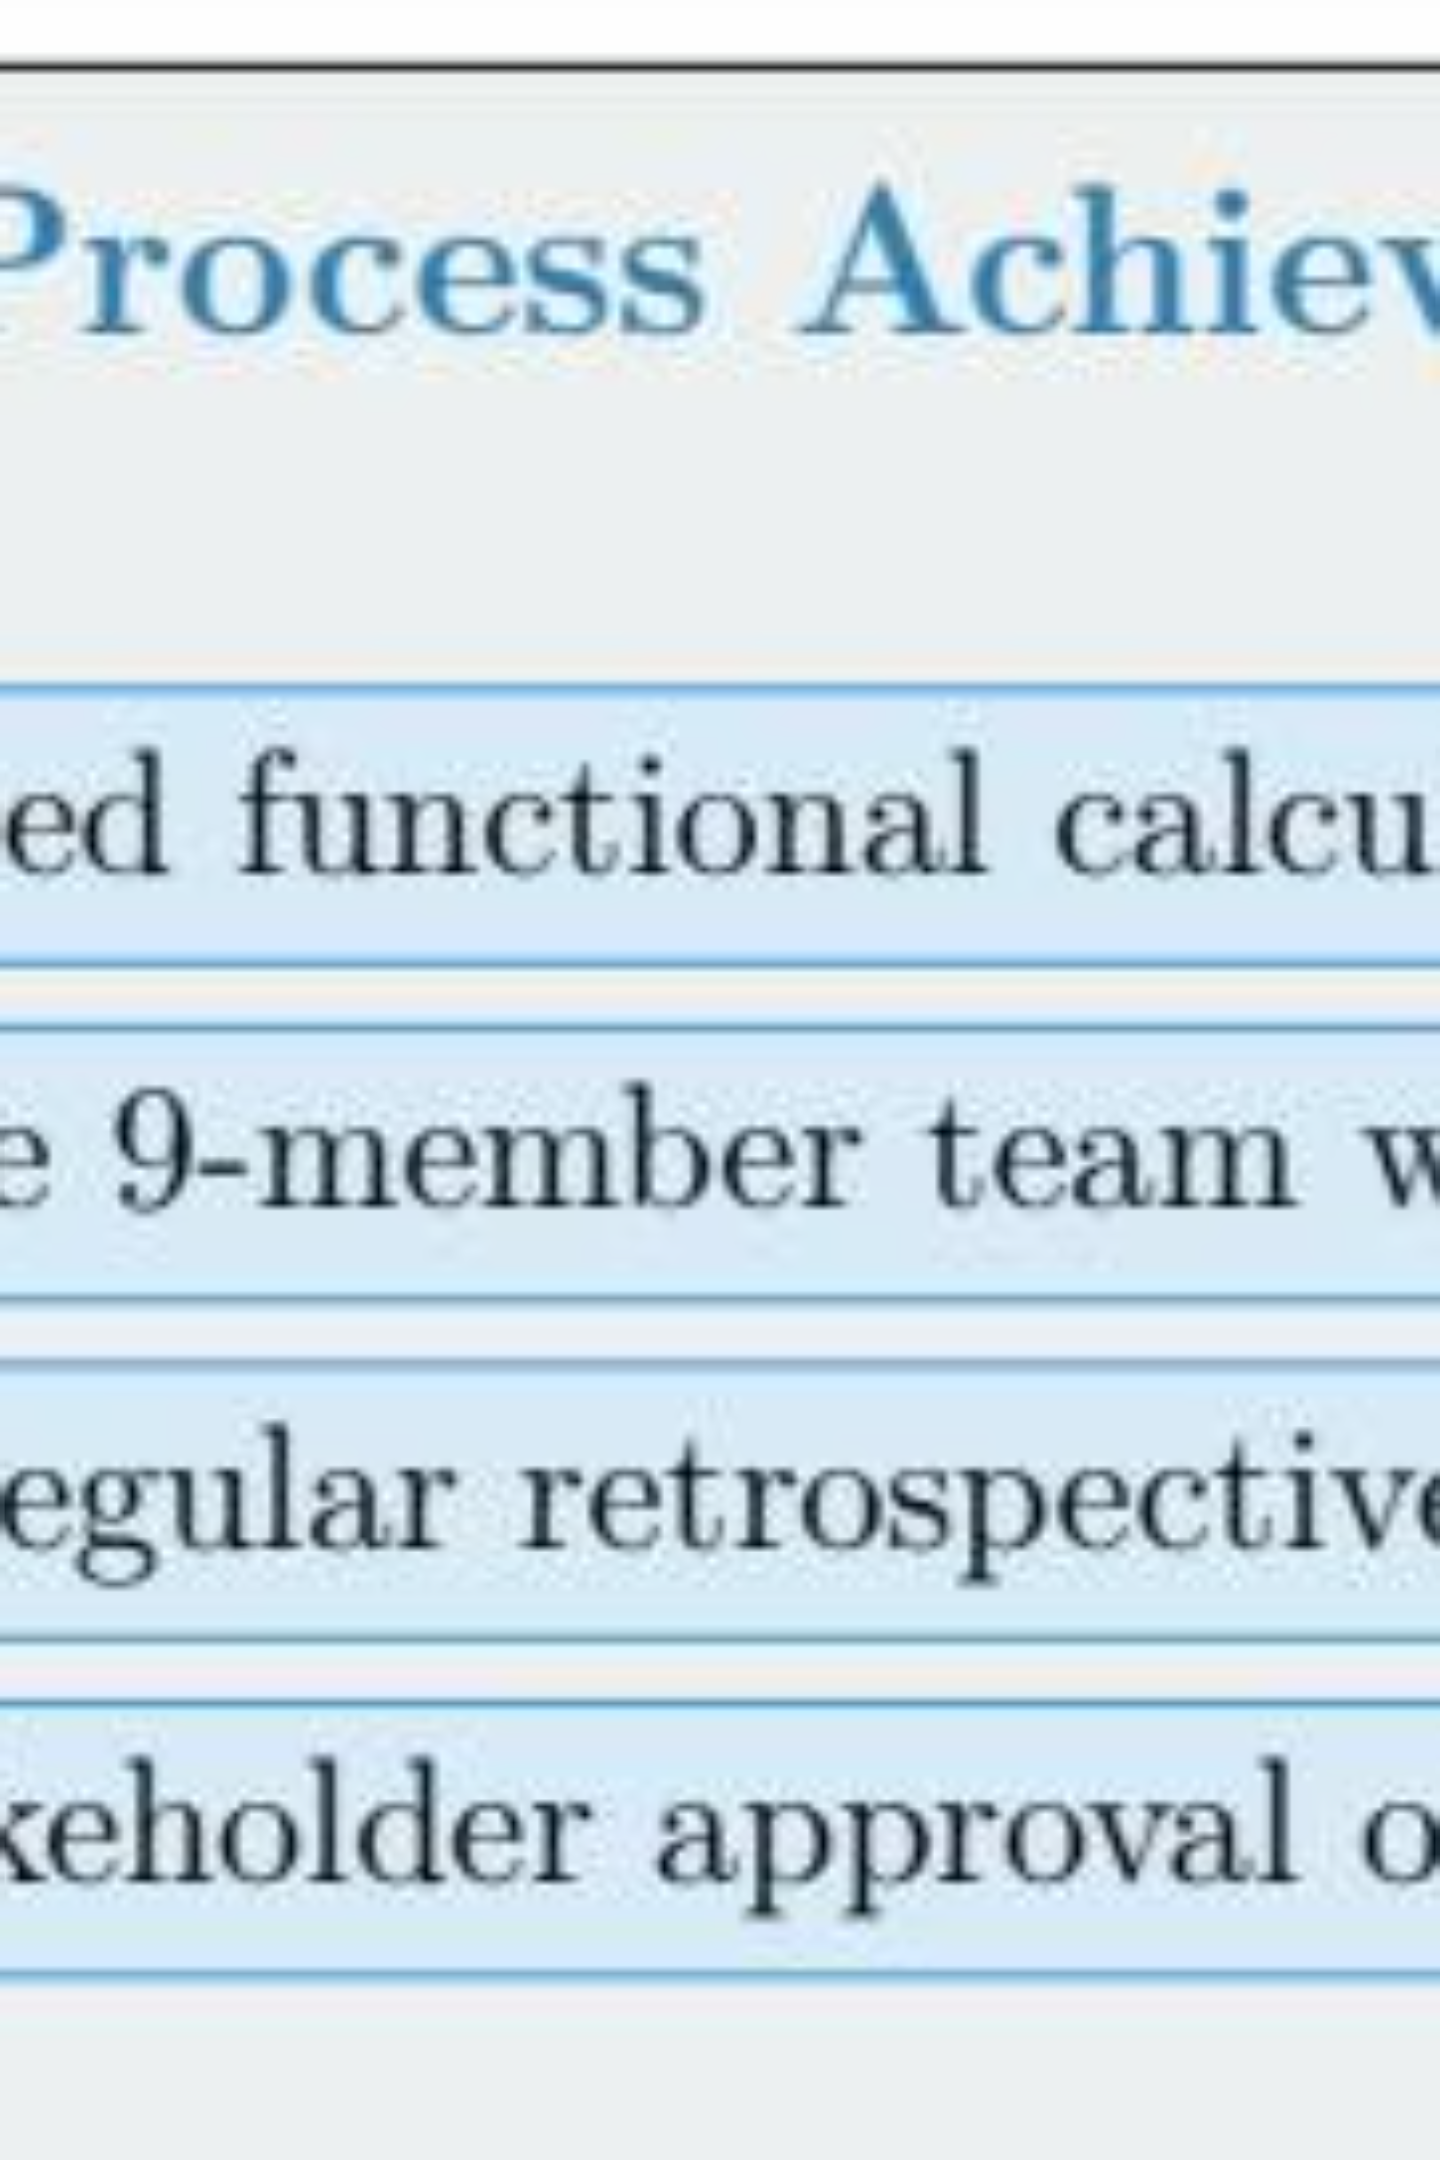 Process Achiev
ed functional calcu
e 9-member team w
egular retrospective
keholder approval o